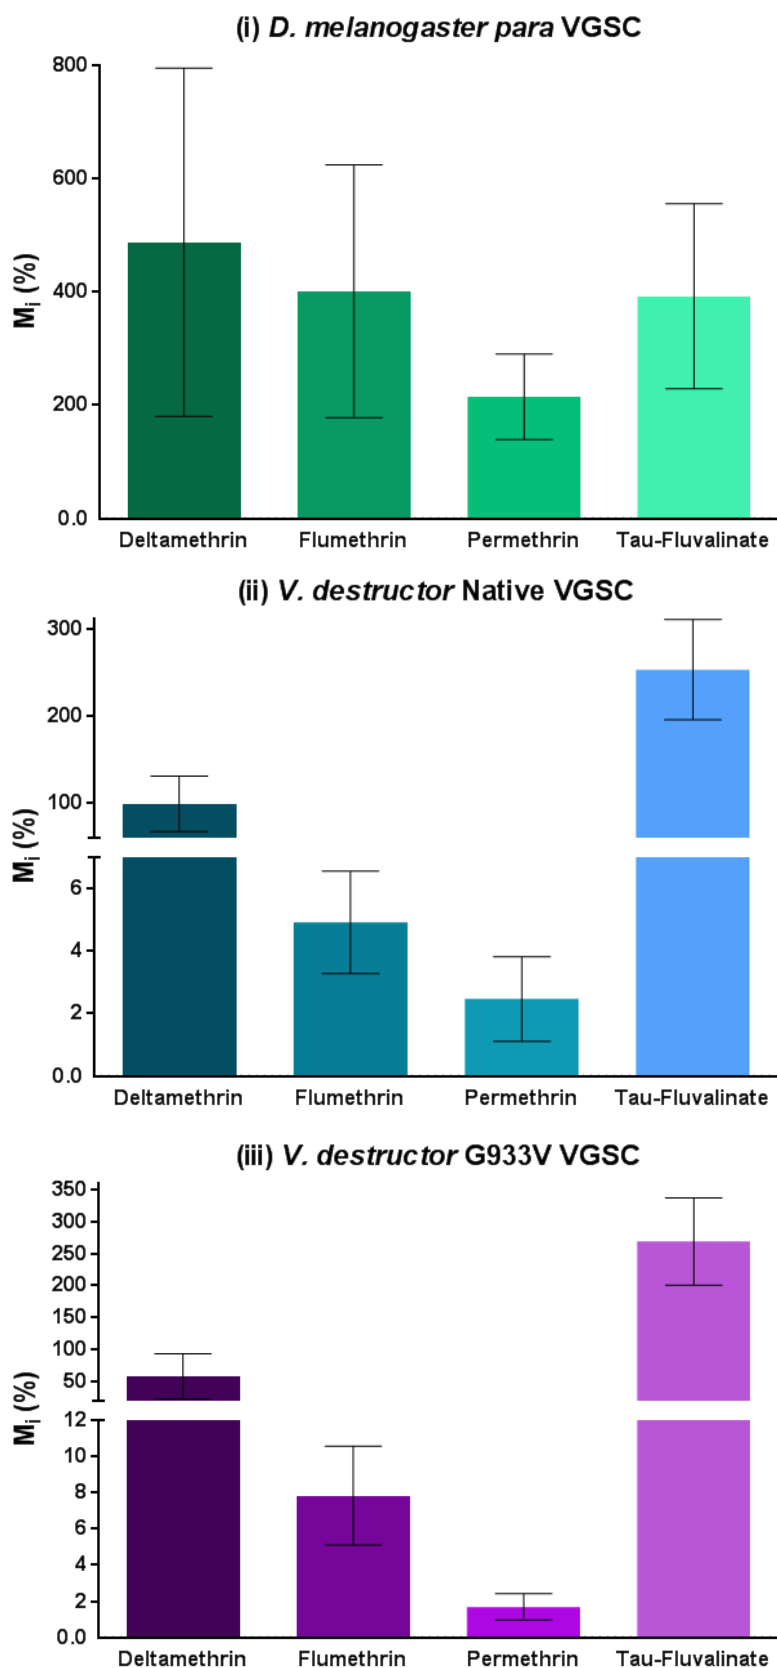 (i) D. melanogaster para VGSC
800
600
400
200
0.0
Mi (%)
Deltamethrin Flumethrin Permethrin Tau-Fluvalinate
(ii) V. destructor Native VGSC
300
200
100
6
4
2
0.0
Mi (%)
Deltamethrin Flumethrin Permethrin Tau-Fluvalinate
(iii) V. destructor G933V VGSC
350
300
250
200
150
100
50
12
10
8
6
4
2
0.0
Mi (%)
Deltamethrin Flumethrin Permethrin Tau-Fluvalinate